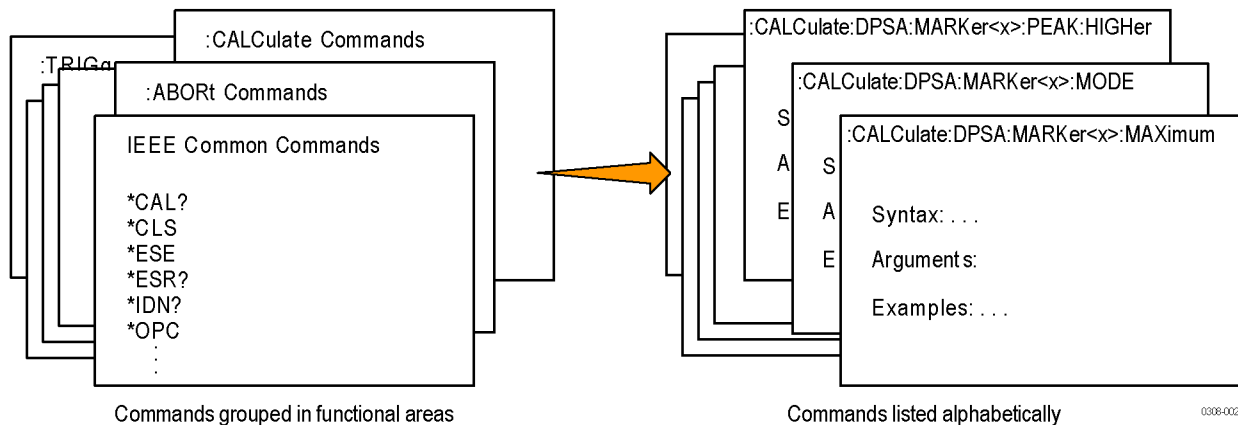 :CALCulate Commands
:TRIGg
:ABORt Commands
IEEE Common Commands
*CAL?
*CLS
*ESE
*ESR?
*IDN?
*OPC
.
.
.
Commands grouped in functional areas
:CALCulate:DPSA:MARKer<x>:PEAK:HIGHer
S
A
E
:CALCulate:DPSA:MARKer<x>:MODE
S
A
E
:CALCulate:DPSA:MARKer<x>:MAXimum
Syntax: . . .
Arguments:
Examples: . . .
Commands listed alphabetically
0308-002